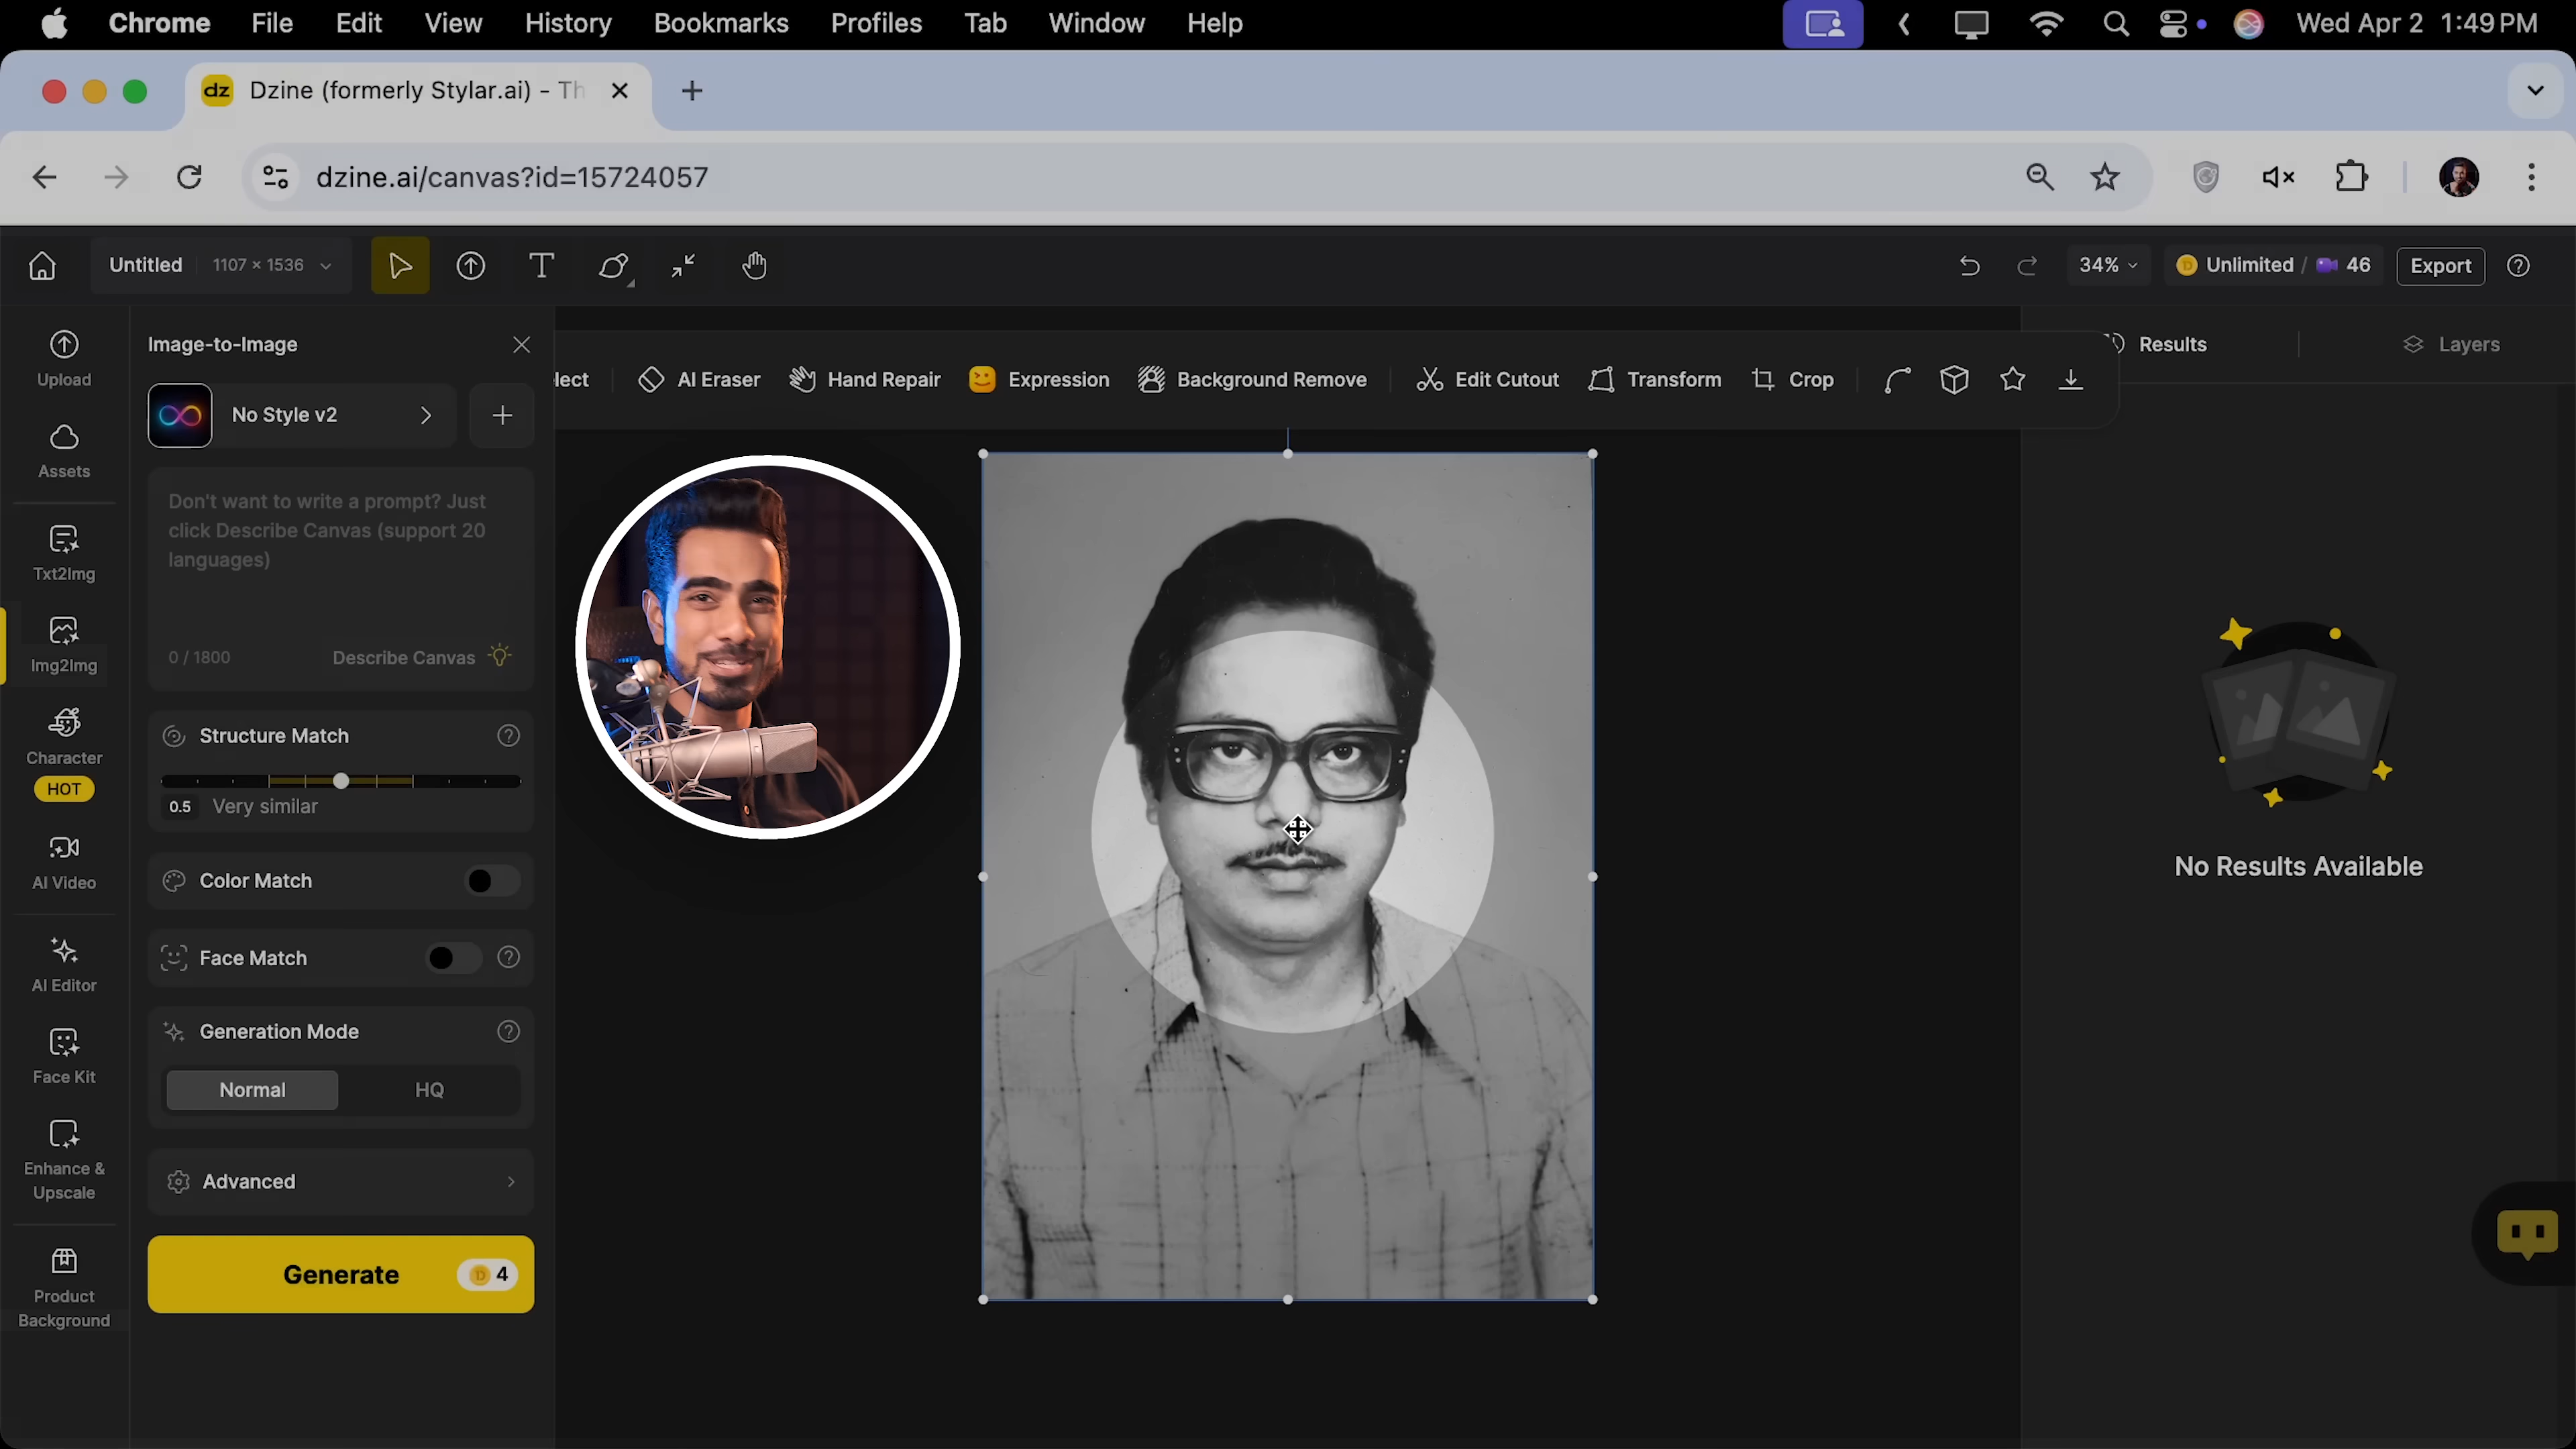 Chrome File Edit View History Bookmarks Profiles Tab Window Help Wed Apr 2 1:49 PM
dz Dzine (formerly Stylar.ai) - Th
dzine.ai/canvas?id=15724057
Untitled 1107 × 1536 34% Unlimited / 46 Export
Upload
Assets
Txt2Img
Img2Img
Character
HOT
AI Video
AI Editor
Face Kit
Enhance &
Upscale
Product
Background
Image-to-Image
No Style v2
Don't want to write a prompt? Just
click Describe Canvas (support 20
languages)
0 / 1800 Describe Canvas
Structure Match
0.5 Very similar
Color Match
Face Match
Generation Mode
Normal HQ
Advanced
Generate 4
lect AI Eraser Hand Repair Expression Background Remove Edit Cutout Transform Crop
Results Layers
No Results Available